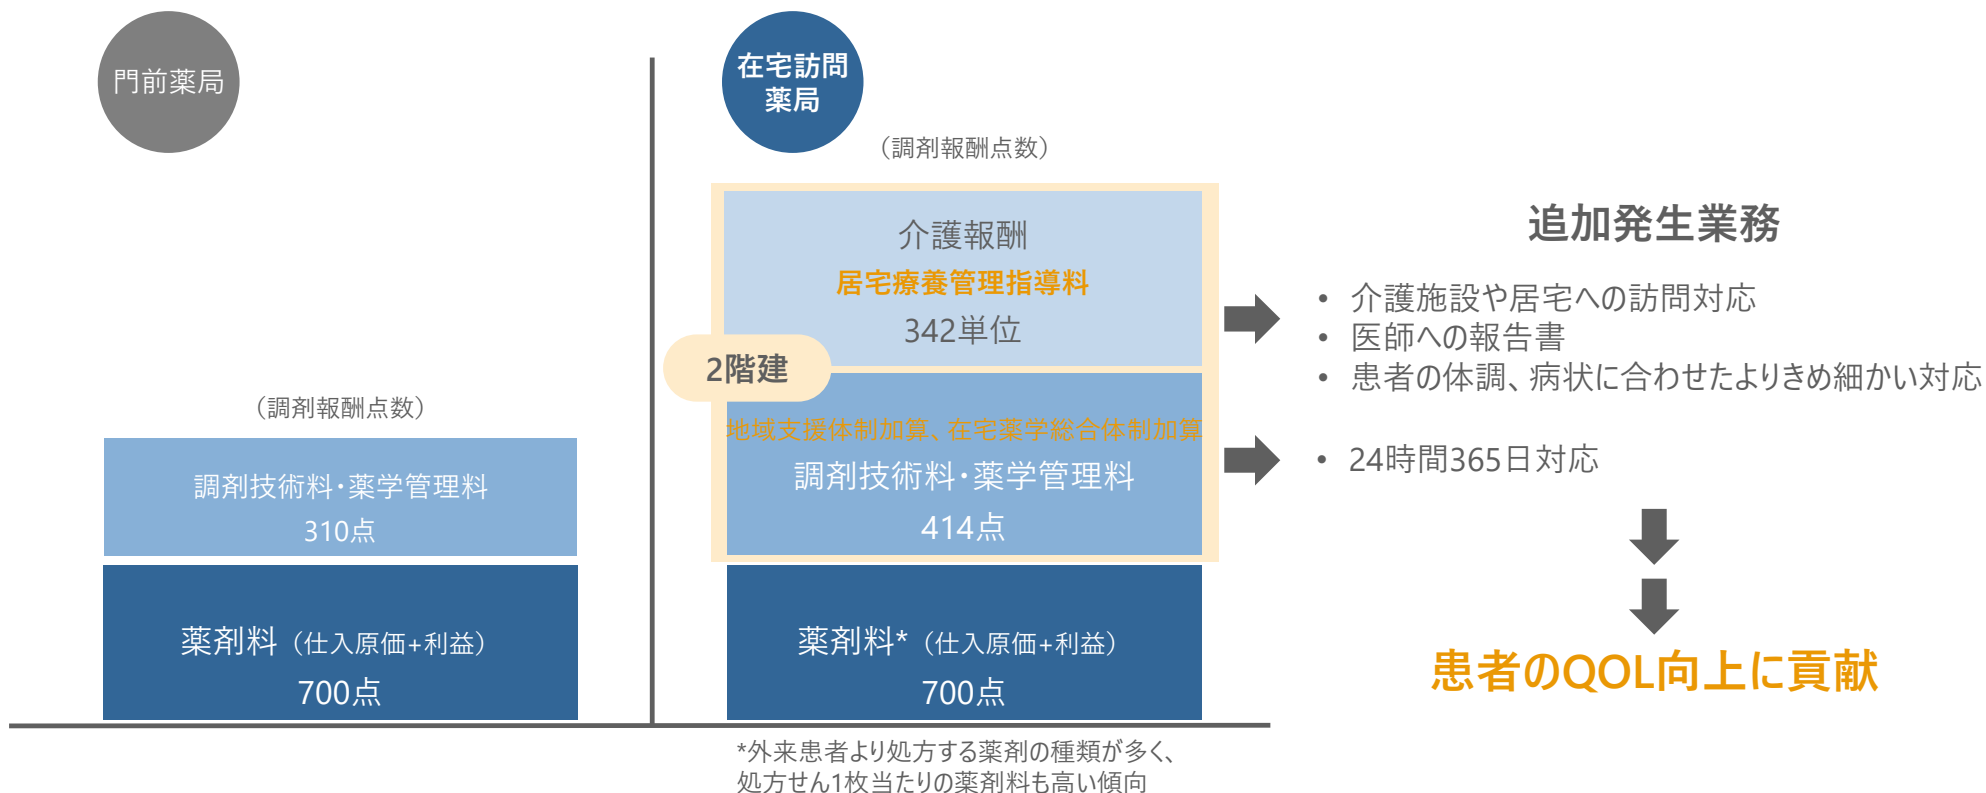 門前薬局
（調剤報酬点数）
調剤技術料・薬学管理料
310点
薬剤料（仕入原価+利益）
700点
在宅訪問
薬局
（調剤報酬点数）
介護報酬
居宅療養管理指導料
342単位
2階建
地域支援体制加算、在宅薬学総合体制加算
調剤技術料・薬学管理料
414点
薬剤料*（仕入原価+利益）
700点
*外来患者より処方する薬剤の種類が多く、
処方せん1枚当たりの薬剤料も高い傾向
追加発生業務
• 介護施設や居宅への訪問対応
• 医師への報告書
• 患者の体調、病状に合わせたよりきめ細かい対応
• 24時間365日対応
患者のQOL向上に貢献